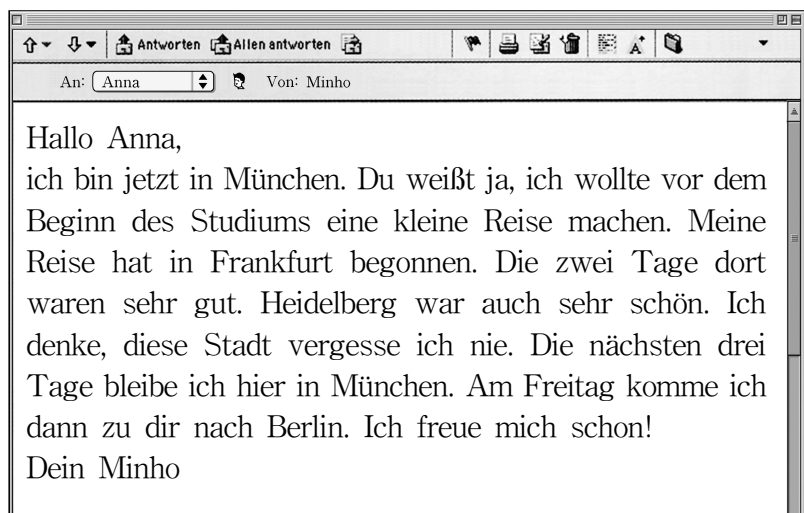 Antworten Allen antworten
An: Anna Von: Minho
Hallo Anna,
ich bin jetzt in München. Du weißt ja, ich wollte vor dem
Beginn des Studiums eine kleine Reise machen. Meine
Reise hat in Frankfurt begonnen. Die zwei Tage dort
waren sehr gut. Heidelberg war auch sehr schön. Ich
denke, diese Stadt vergesse ich nie. Die nächsten drei
Tage bleibe ich hier in München. Am Freitag komme ich
dann zu dir nach Berlin. Ich freue mich schon!
Dein Minho